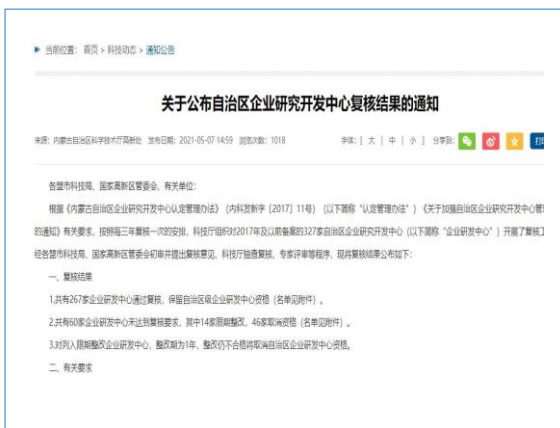 当前位置： 首页 > 科技动态 > 通知公告
关于公布自治区企业研究开发中心复核结果的通知
来源：内蒙古自治区科学技术厅高新处 发布日期：2021-05-07 14:59 浏览次数：1018 字体：[ 大 | 中 | 小 ] 分享到： 打印
各盟市科技局、国家高新区管委会、有关单位：
根据《内蒙古自治区企业研究开发中心认定管理办法》（内科发新字〔2017〕11号）（以下简称“认定管理办法”）《关于加强自治区企业研究开发中心管
的通知》有关要求，按照每三年复核一次的安排，科技厅组织对2017年及以前备案的327家自治区企业研究开发中心（以下简称“企业研发中心”）开展了复核工
经各盟市科技局、国家高新区管委会初审并提出复核意见、科技厅抽查复核、专家评审等程序，现将复核结果公布如下：
一、复核结果
1.共有267家企业研发中心通过复核，保留自治区级企业研发中心资格（名单见附件）。
2.共有60家企业研发中心未达到复核要求，其中14家限期整改，46家取消资格（名单见附件）。
3.对列入限期整改企业研发中心，整改期为1年，整改仍不合格将取消自治区企业研发中心资格。
二、有关要求